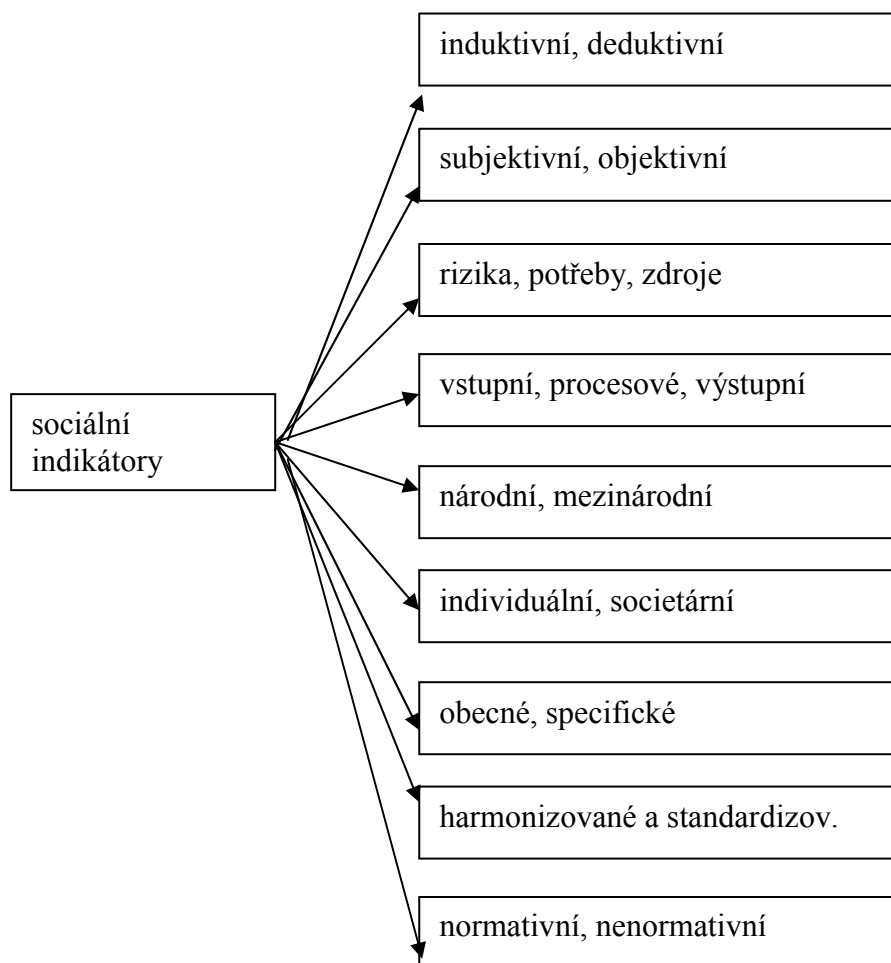 induktivní, deduktivní
subjektivní, objektivní
rizika, potřeby, zdroje
vstupní, procesové, výstupní
sociální
indikátory
národní, mezinárodní
individuální, societární
obecné, specifické
harmonizované a standardizov.
normativní, nenormativní